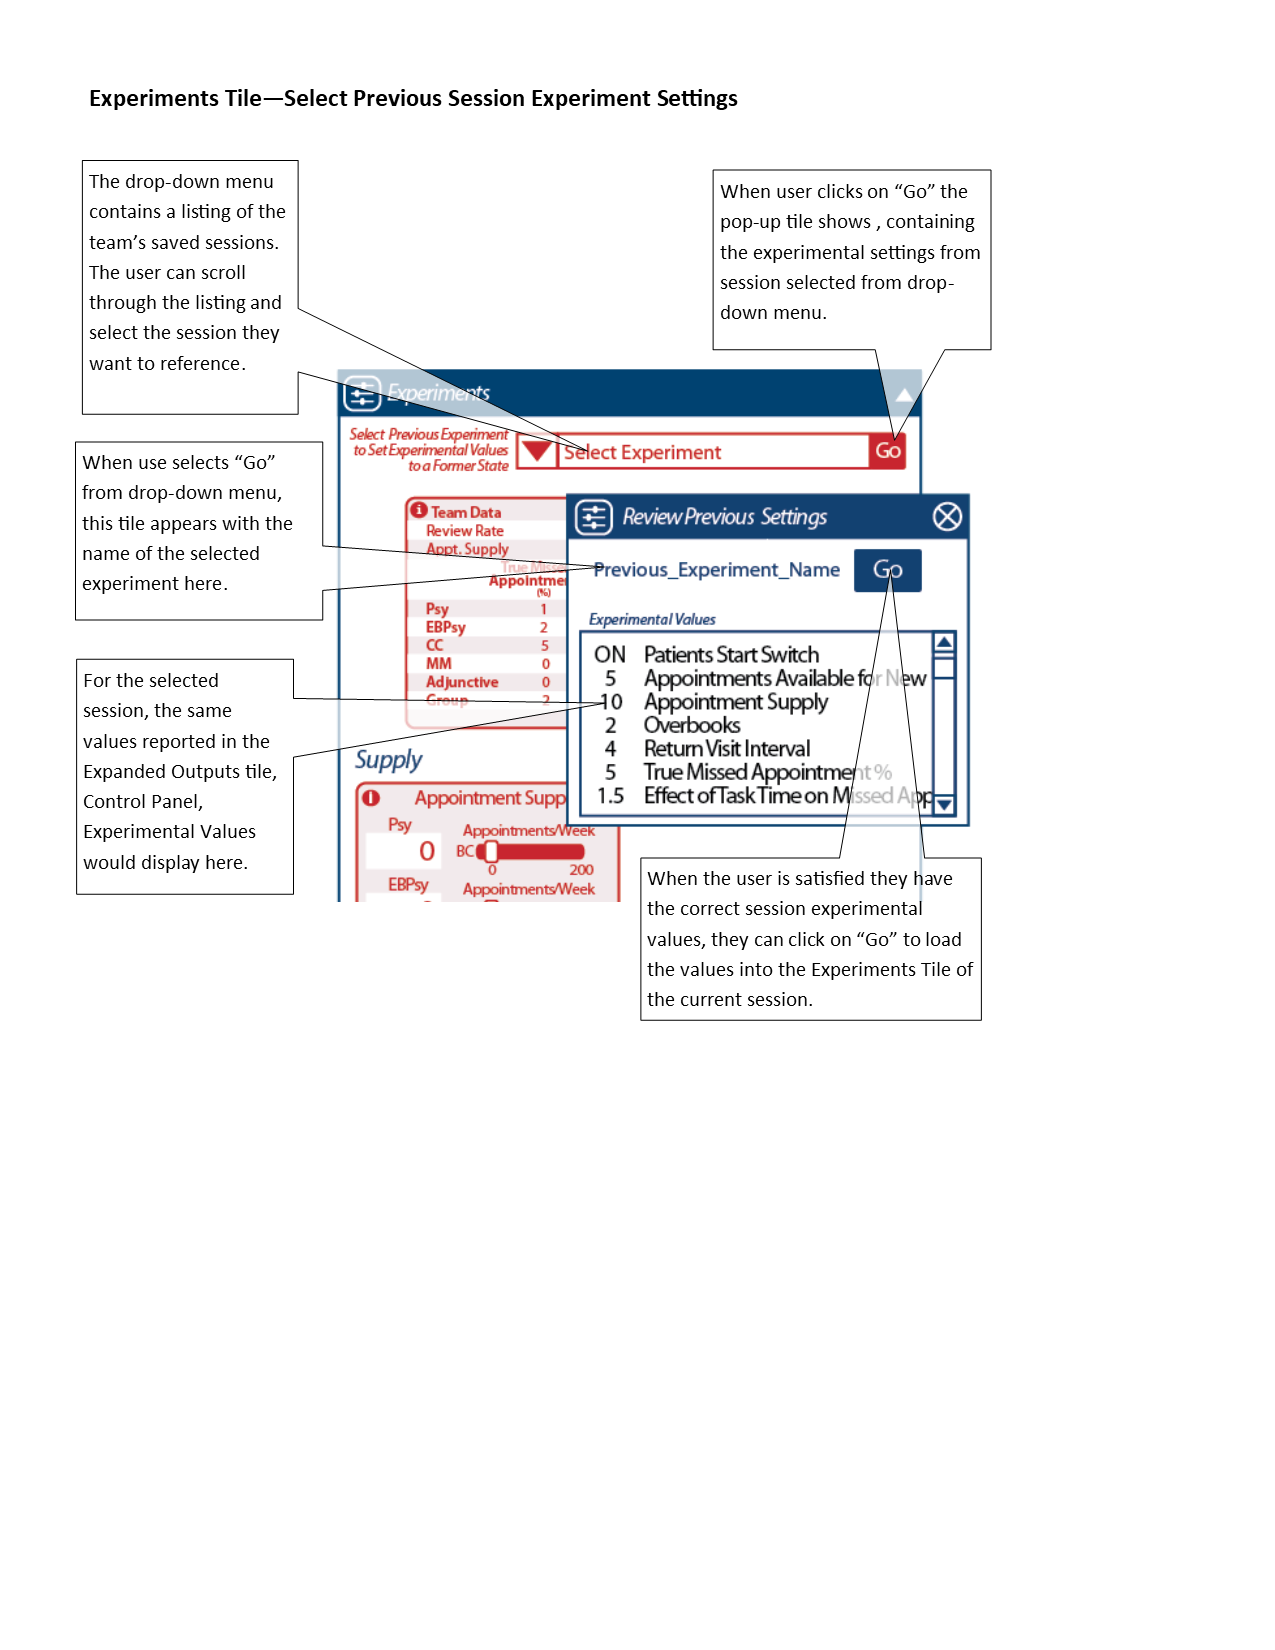 Experiments Tile—Select Previous Session Experiment Settings
The drop-down menu
contains a listing of the
team’s saved sessions.
The user can scroll
through the listing and
select the session they
want to reference.
When user clicks on “Go” the
pop-up tile shows , containing
the experimental settings from
session selected from drop-
down menu.
When use selects “Go”
from drop-down menu,
this tile appears with the
name of the selected
experiment here.
For the selected
session, the same
values reported in the
Expanded Outputs tile,
Control Panel,
Experimental Values
would display here.
Experiments
Select Previous Experiment
to Set Experimental Values
to a Former State
Select Experiment
Go
Team Data
Review Rate
Appt. Supply
True Misse
Appointme
(%)
Psy 1
EBPsy 2
CC 5
MM 0
Adjunctive 0
Group 2
Review Previous Settings
Previous_Experiment_Name
Go
Experimental Values
ON Patients Start Switch
5 Appointments Available for New
10 Appointment Supply
2 Overbooks
4 Return Visit Interval
5 True Missed Appointment %
1.5 Effect of Task Time on Missed App
Supply
Appointment Supp
Psy
0
Appointments/Week
BC
0 200
EBPsy
Appointments/Week
When the user is satisfied they have
the correct session experimental
values, they can click on “Go” to load
the values into the Experiments Tile of
the current session.